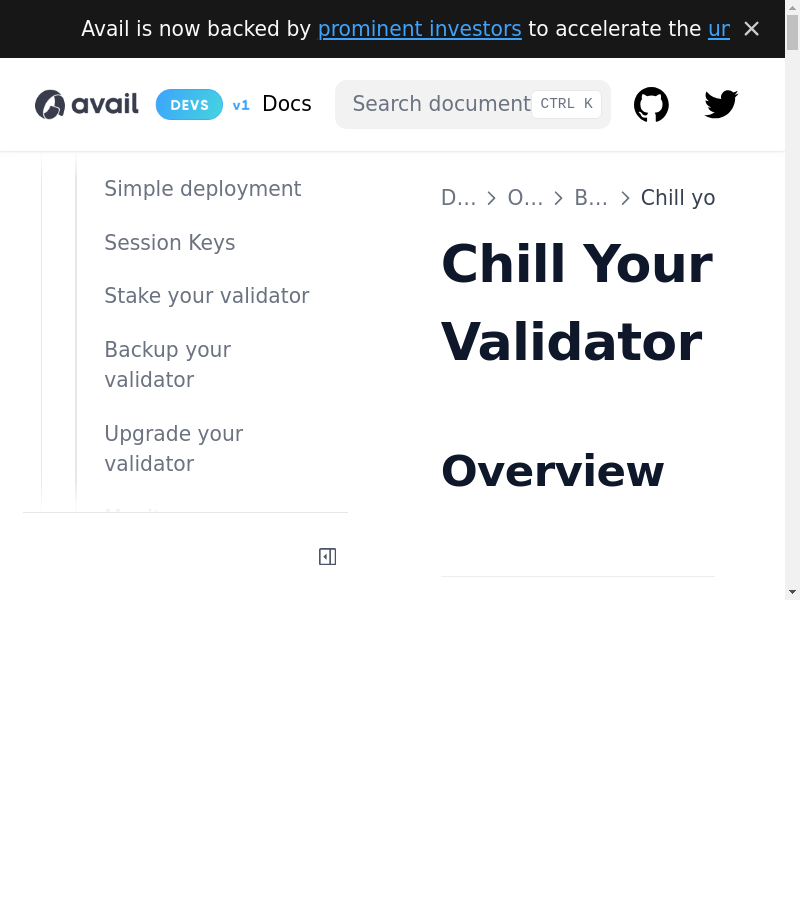 Avail is now backed by prominent investors to accelerate the ur
avail DEVS v1 Docs Search document CTRL K
Simple deployment
Session Keys
Stake your validator
Backup your
validator
Upgrade your
validator
D… > O… > B… > Chill yo
Chill Your
Validator
Overview